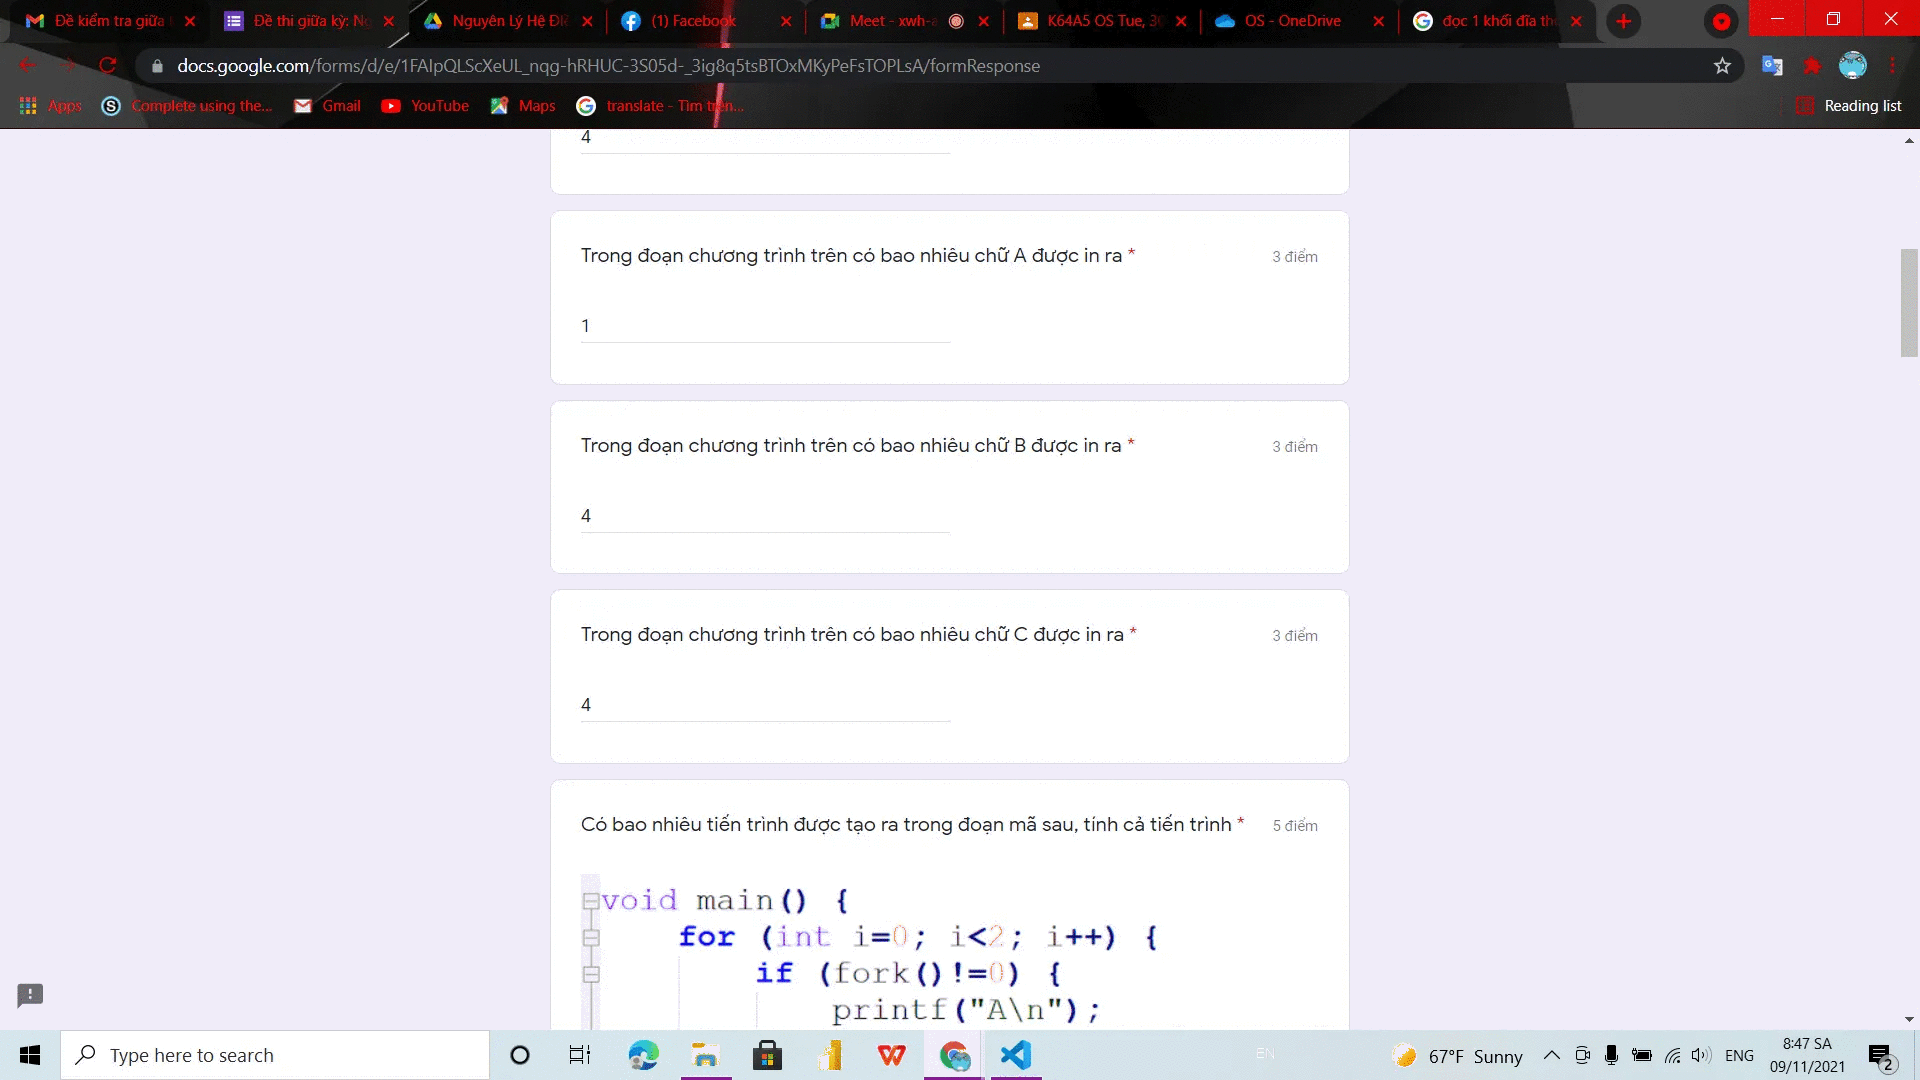 Đề kiểm tra giữa
Đề thi giữa kỳ: Ng
Nguyên Lý Hệ Điề
(1) Facebook
Meet - xwh-a
K64A5 OS Tue, 30
OS - OneDrive
đọc 1 khối đĩa th
docs.google.com/forms/d/e/1FAIpQLScXeUL_nqg-hRHUC-3S05d-_3ig8q5tsBTOxMKyPeFsTOPLsA/formResponse
Apps
Complete using the...
Gmail
YouTube
Maps
translate - Tìm trên...
Reading list
4
Trong đoạn chương trình trên có bao nhiêu chữ A được in ra *
3 điểm
1
Trong đoạn chương trình trên có bao nhiêu chữ B được in ra *
3 điểm
4
Trong đoạn chương trình trên có bao nhiêu chữ C được in ra *
3 điểm
4
Có bao nhiêu tiến trình được tạo ra trong đoạn mã sau, tính cả tiến trình *
5 điểm
void main() {
for (int i=0; i<2; i++) {
if (fork()!=0) {
printf("A\n");
Type here to search
EN
67°F Sunny
ENG
8:47 SA
09/11/2021
2